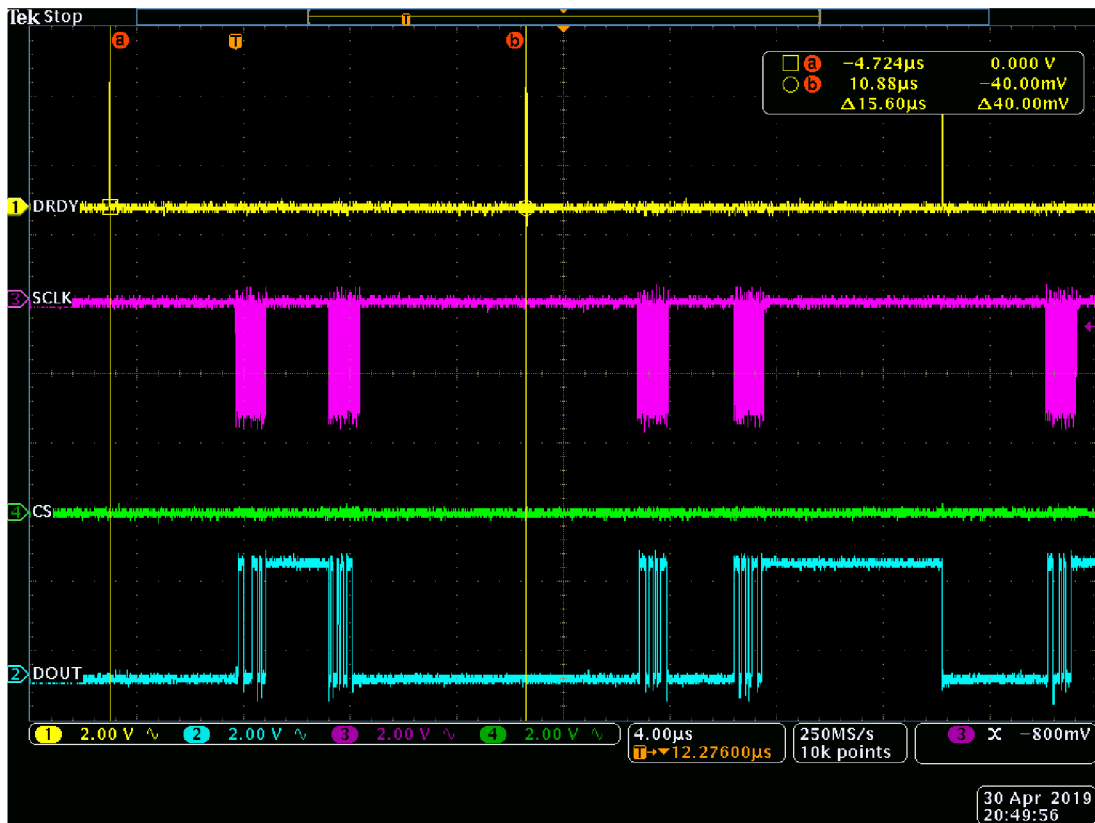 Tek Stop
T
a
T
b
a −4.724µs 0.000 V
b 10.88µs −40.00mV
Δ15.60µs Δ40.00mV
1 DRDY
3 SCLK
4 CS
2 DOUT
1 2.00 V 2 2.00 V 3 2.00 V 4 2.00 V
4.00µs
T→▼12.27600µs
250MS/s
10k points
3 X −800mV
30 Apr 2019
20:49:56